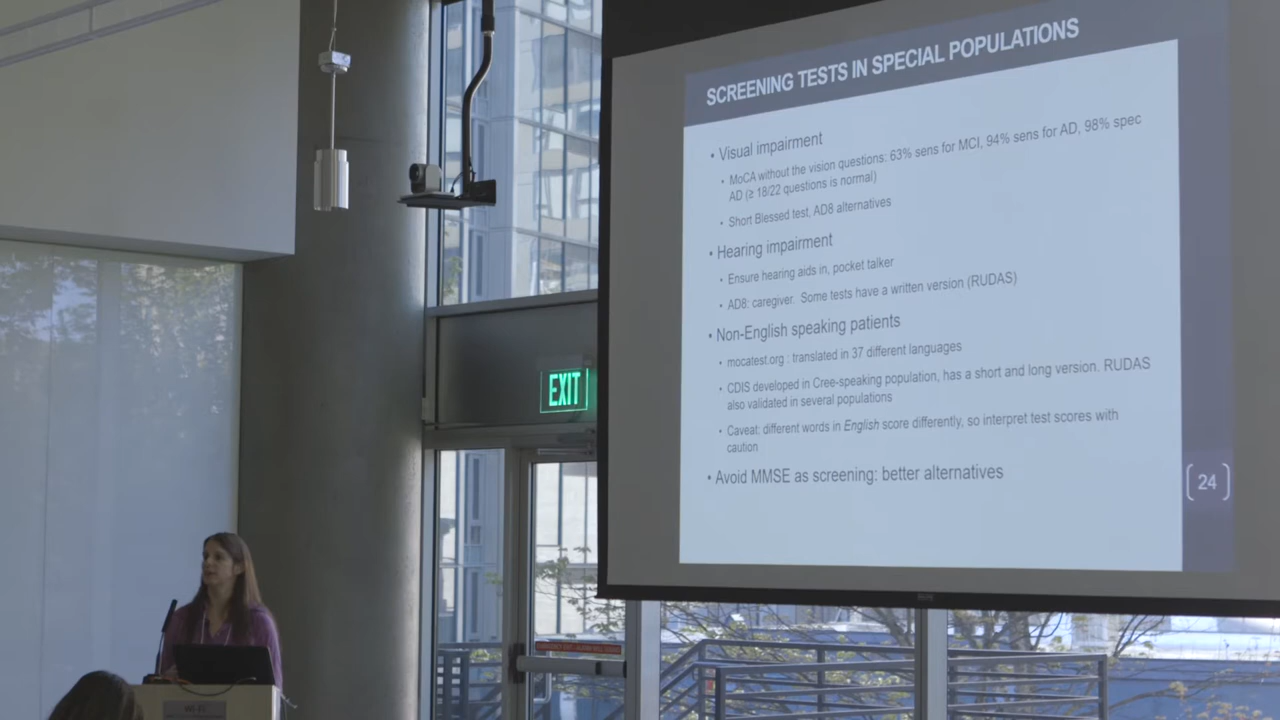 SCREENING TESTS IN SPECIAL POPULATIONS
• Visual impairment
• MoCA without the vision questions: 63% sens for MCI, 94% sens for AD, 98% spec
AD (≥ 18/22 questions is normal)
• Short Blessed test, AD8 alternatives
• Hearing impairment
• Ensure hearing aids in, pocket talker
• AD8: caregiver. Some tests have a written version (RUDAS)
• Non-English speaking patients
• mocatest.org : translated in 37 different languages
• CDIS developed in Cree-speaking population, has a short and long version. RUDAS
also validated in several populations
• Caveat: different words in English score differently, so interpret test scores with
caution
• Avoid MMSE as screening: better alternatives
24
EXIT
WI-FI